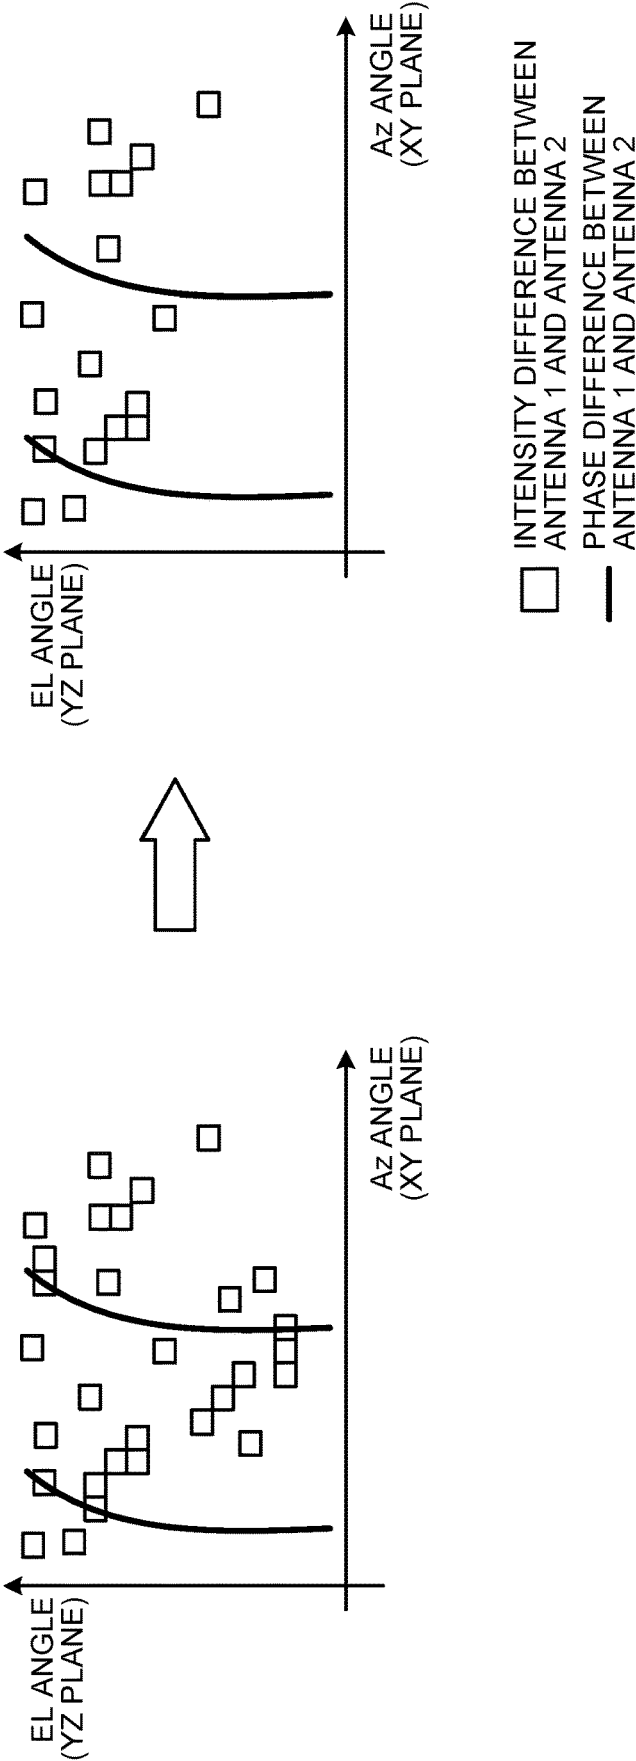 EL ANGLE
(YZ PLANE)
Az ANGLE
(XY PLANE)
EL ANGLE
(YZ PLANE)
Az ANGLE
(XY PLANE)
INTENSITY DIFFERENCE BETWEEN
ANTENNA 1 AND ANTENNA 2
PHASE DIFFERENCE BETWEEN
ANTENNA 1 AND ANTENNA 2